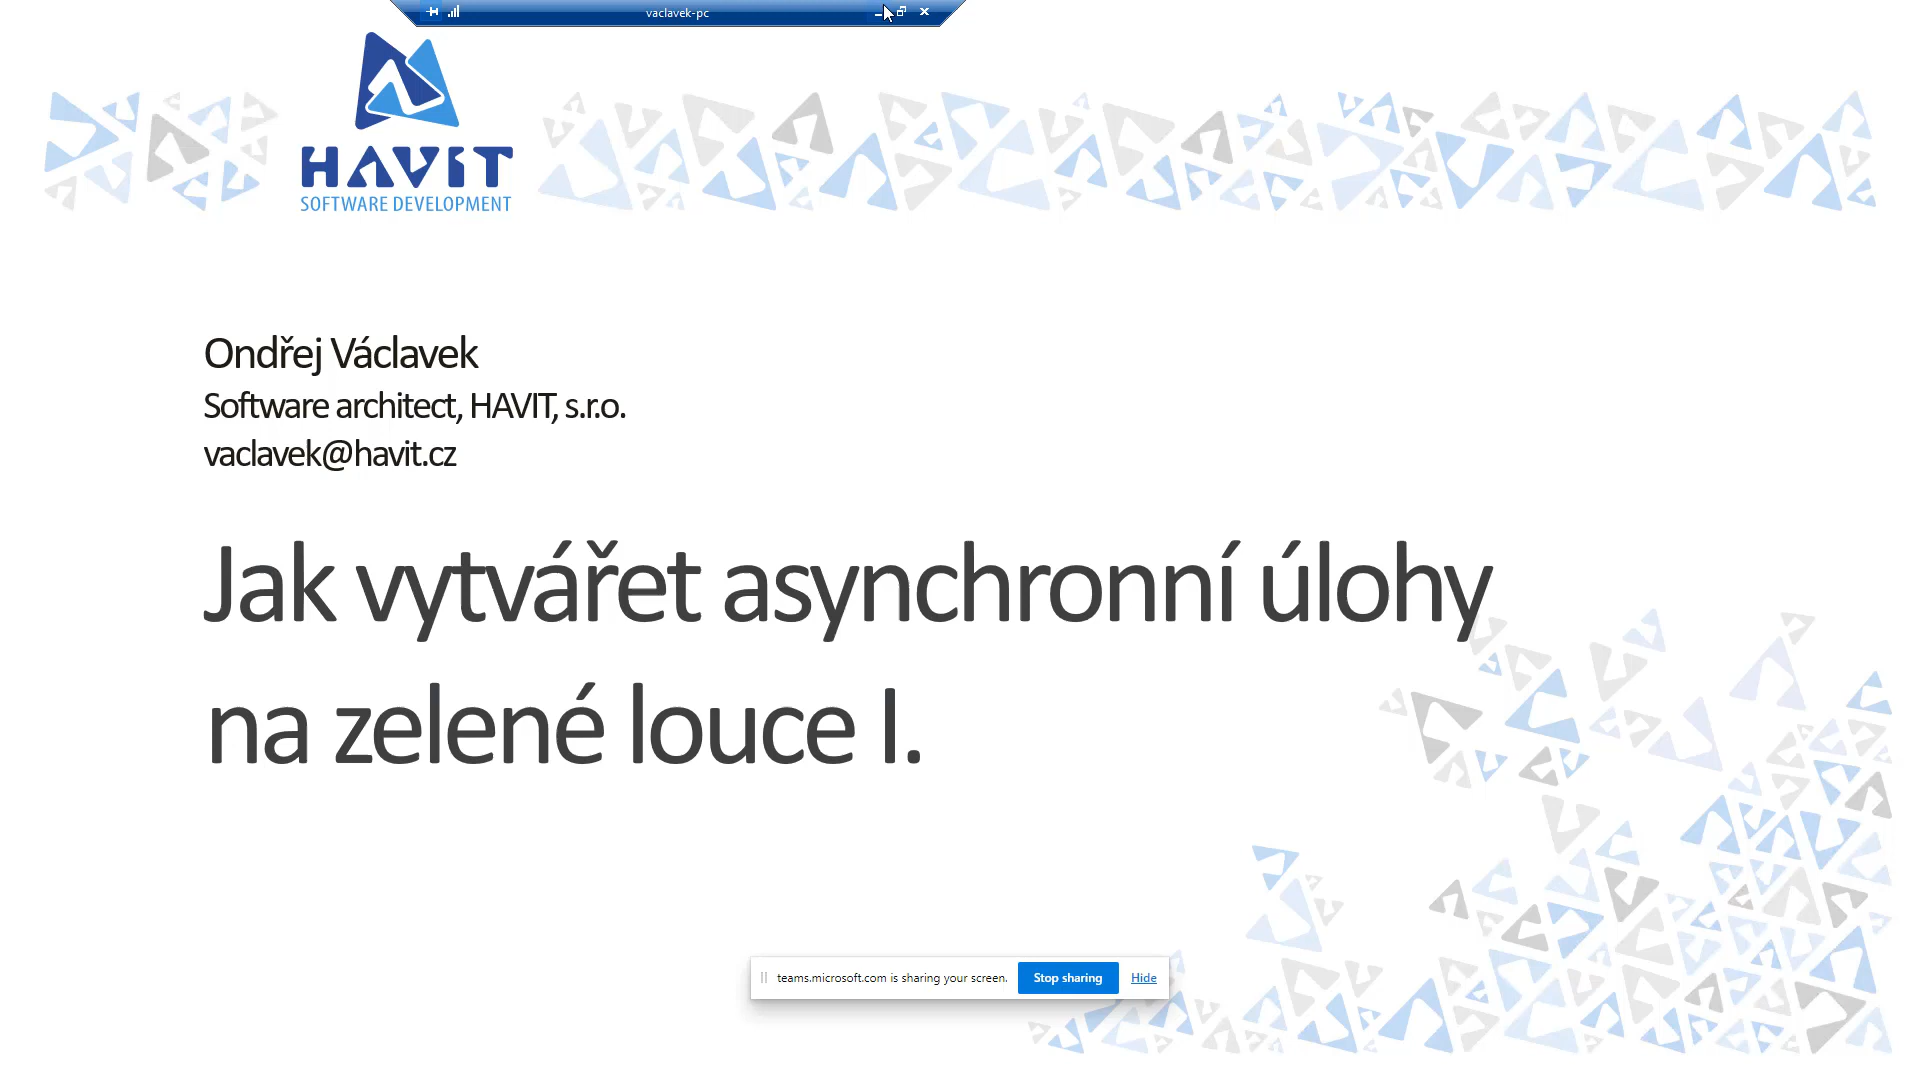 vaclavek-pc
HAVIT
SOFTWARE DEVELOPMENT
Ondřej Václavek
Software architect, HAVIT, s.r.o.
vaclavek@havit.cz
Jak vytvářet asynchronní úlohy
na zelené louce I.
teams.microsoft.com is sharing your screen. Stop sharing Hide